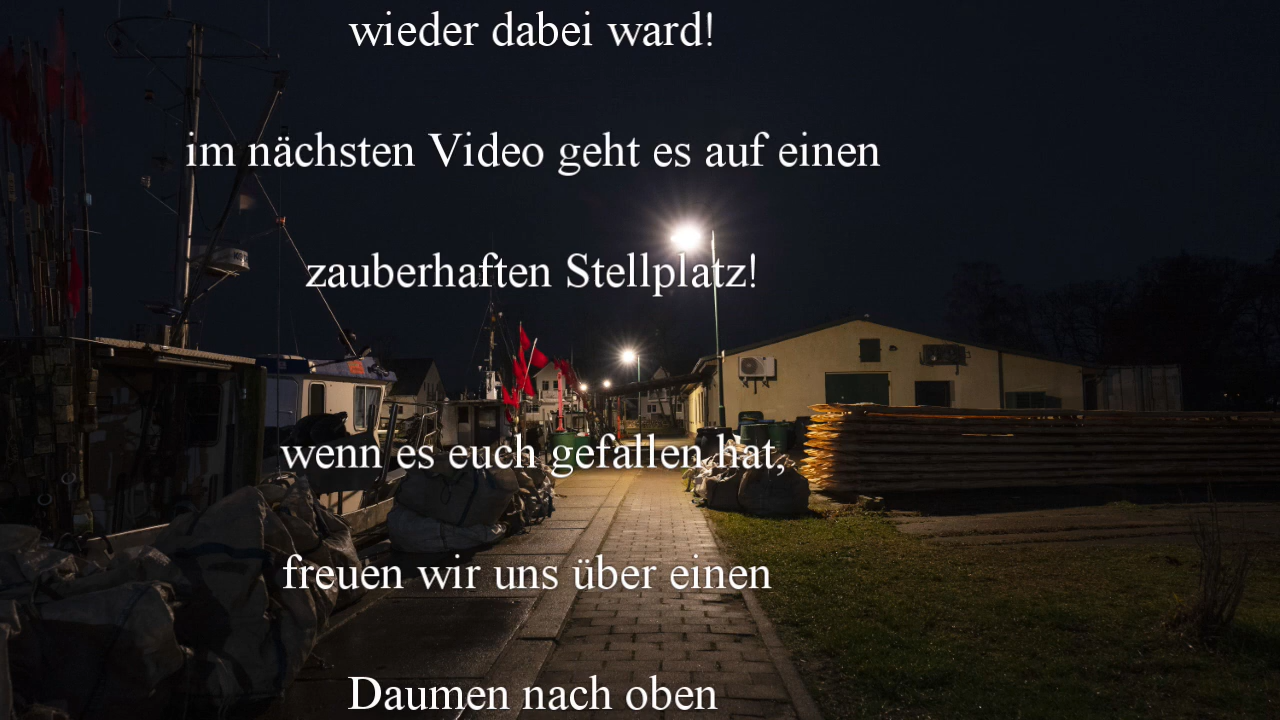 wieder dabei ward!
im nächsten Video geht es auf einen
zauberhaften Stellplatz!
wenn es euch gefallen hat,
freuen wir uns über einen
Daumen nach oben